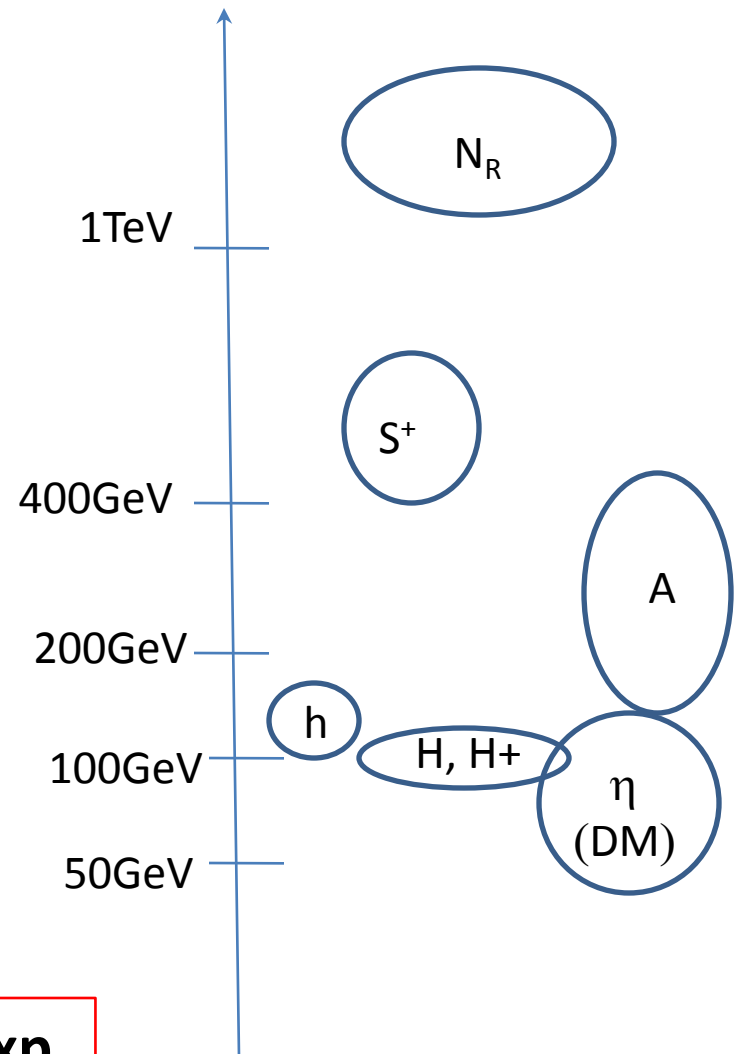 N_R
1TeV
S⁺
400GeV
A
200GeV
h
H, H+
100GeV
η
(DM)
50GeV